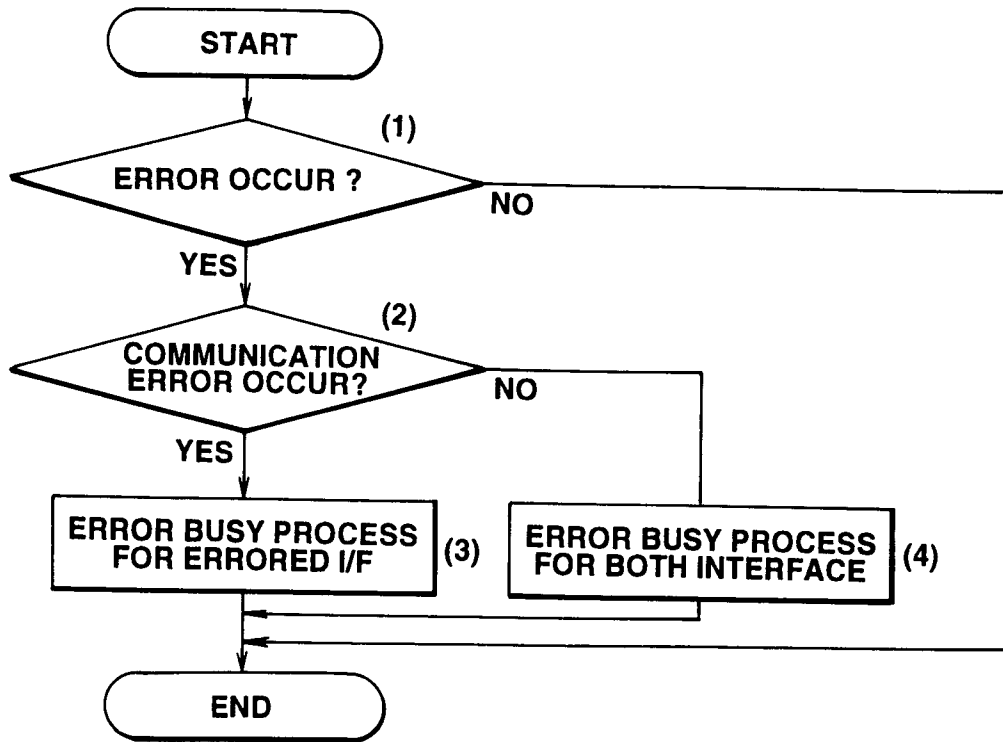 START
(1)
ERROR OCCUR ?
NO
YES
(2)
COMMUNICATION
ERROR OCCUR?
NO
YES
ERROR BUSY PROCESS
FOR ERRORED I/F
(3)
ERROR BUSY PROCESS
FOR BOTH INTERFACE
(4)
END